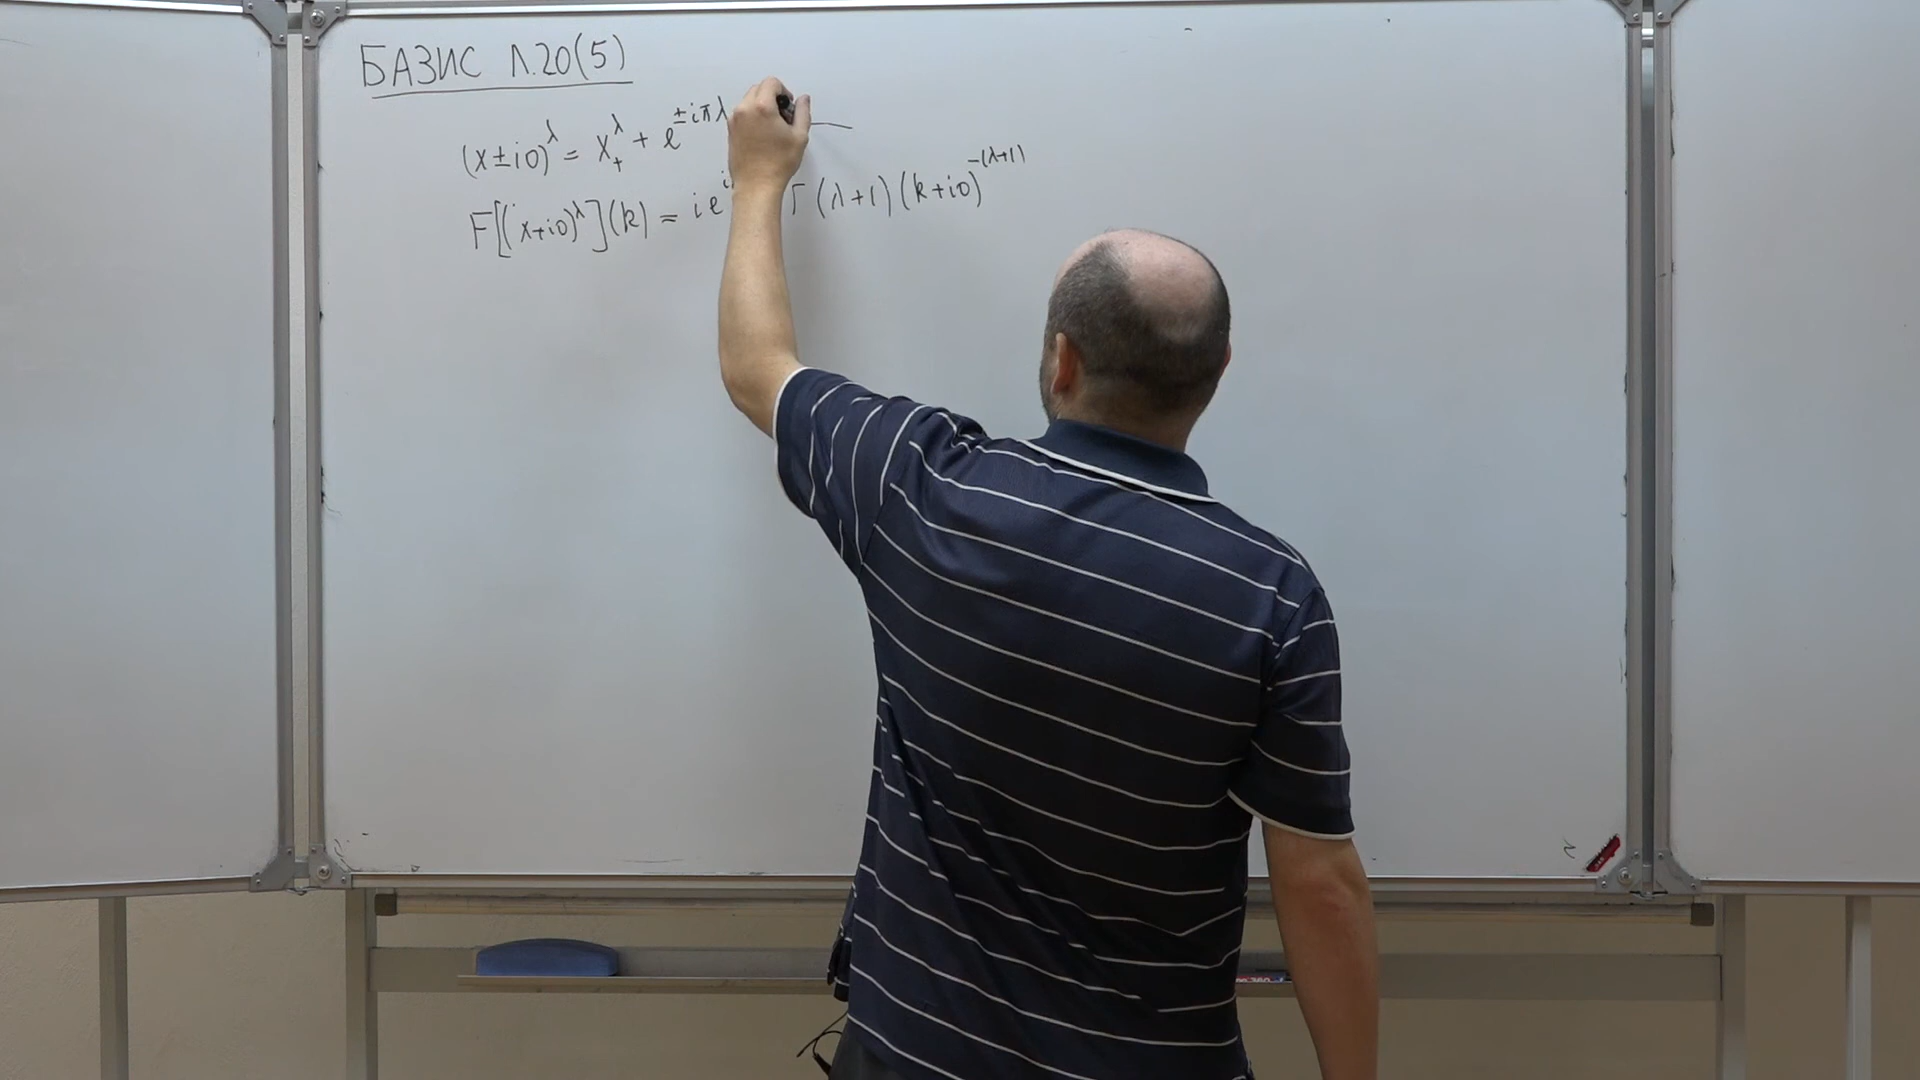 БАЗИС Л.20(5)
(x±i0)^λ = x_+^λ + e^{±iπλ}
F[(x+i0)^λ](k) = i e^{i Γ(λ+1)(k+i0)^{-(λ+1)}